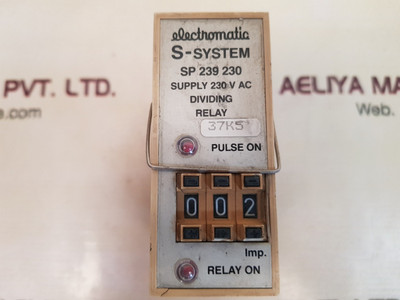 electromatic
S-SYSTEM
SP 239 230
SUPPLY 230 V AC
DIVIDING
RELAY
37K5
PULSE ON
0 0 2
Imp.
RELAY ON
PVT. LTD.
e.com
AELIYA MA
Web.